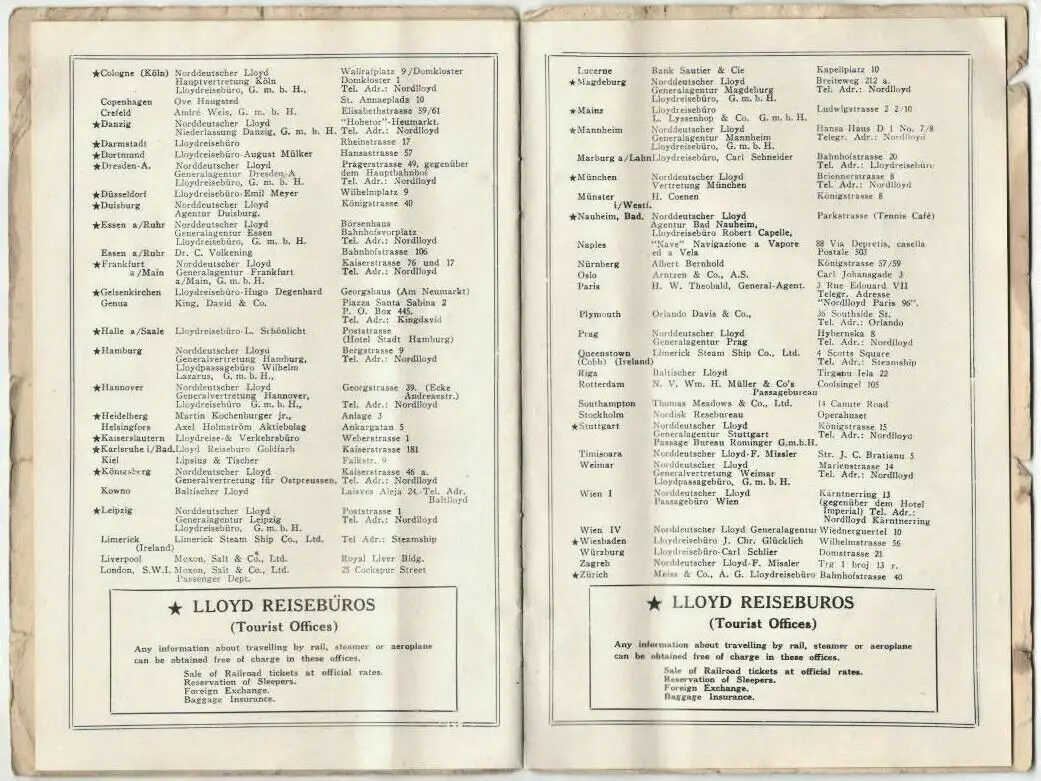 ★Cologne (Köln) Norddeutscher Lloyd Wallrafplatz 9/Domkloster
Hauptvertretung Köln Domkloster 1
Lloydreisebüro, G. m. b. H., Tel. Adr.: Nordlloyd
Copenhagen Ove Haugsted St. Annaeplads 10
Crefeld André Weis, G. m. b. H. Elisabethstrasse 59/61
★Danzig Norddeutscher Lloyd "Hohetor"-Heumarkt.
Niederlassung Danzig, G. m. b. H. Tel. Adr.: Nordlloyd
★Darmstadt Lloydreisebüro Rheinstrasse 17
★Dortmund Lloydreisebüro-August Mülker Hansastrasse 57
★Dresden-A. Norddeutscher Lloyd Pragerstrasse 49, gegenüber
Generalagentur Dresden-A dem Hauptbahnhof
Lloydreisebüro, G. m. b. H. Tel. Adr.: Nordlloyd
★Düsseldorf Lloydreisebüro-Emil Meyer Wilhelmplatz 9
★Duisburg Norddeutscher Lloyd Königstrasse 40
Agentur Duisburg.
★Essen a/Ruhr Norddeutscher Lloyd Börsenhaus
Generalagentur Essen Bahnhofsvorplatz
Lloydreisebüro, G. m. b. H. Tel. Adr.: Nordlloyd
Essen a/Ruhr Dr. C. Volkening Bahnhofstrasse 106
★Frankfurt Norddeutscher Lloyd Kaiserstrasse 76 und 17
a/Main Generalagentur Frankfurt Tel. Adr.: Nordlloyd
a/Main, G. m. b. H.
★Gelsenkirchen Lloydreisebüro-Hugo Degenhard Georgshaus (Am Neumarkt)
Genua King, David & Co. Piazza Santa Sabina 2
P. O. Box 445.
Tel. Adr.: Kingdavid
★Halle a/Saale Lloydreisebüro-L. Schönlicht Poststrasse
(Hotel Stadt Hamburg)
★Hamburg Norddeutscher Lloyd Bergstrasse 9
Generalvertretung Hamburg, Tel. Adr.: Nordlloyd
Lloydpassagebüro Wilhelm
Lazarus, G. m. b. H.,
★Hannover Norddeutscher Lloyd Georgstrasse 39. (Ecke
Generalvertretung Hannover, Andreaestr.)
Lloydreisebüro G. m. b. H., Tel. Adr.: Nordlloyd
★Heidelberg Martin Kochenburger jr., Anlage 3
Helsingfors Axel Holmström Aktiebolag Ankargatan 5
★Kaiserslautern Lloydreise-& Verkehrsbüro Weberstrasse 1
★Karlsruhe i/Bad. Lloyd Reisebüro Goldfarb Kaiserstrasse 181
Kiel Lipsius & Tischer Falkstr. 9
★Königsberg Norddeutscher Lloyd Kaiserstrasse 46 a.
Generalvertretung für Ostpreussen, Tel. Adr.: Nordlloyd
Kowno Baltischer Lloyd Laisves Aleja 24.-Tel. Adr.
Baltlloyd
★Leipzig Norddeutscher Lloyd Poststrasse 1
Generalagentur Leipzig Tel. Adr.: Nordlloyd
Lloydreisebüro, G. m. b. H.
Limerick Limerick Steam Ship Co., Ltd. Tel Adr.: Steamship
(Ireland)
Liverpool Moxon, Salt & Co., Ltd. Royal Liver Bldg.
London, S.W.I. Moxon, Salt & Co., Ltd. 25 Cockspur Street
Passenger Dept.
★ LLOYD REISEBÜROS
(Tourist Offices)
Any information about travelling by rail, steamer or aeroplane
can be obtained free of charge in these offices.
Sale of Railroad tickets at official rates.
Reservation of Sleepers.
Foreign Exchange.
Baggage Insurance.
Lucerne Bank Sautier & Cie Kapellplatz 10
★Magdeburg Norddeutscher Lloyd Breiteweg 212 a.
Generalagentur Magdeburg Tel. Adr.: Nordlloyd
Lloydreisebüro, G. m. b. H.
★Mainz Lloydreisebüro Ludwigstrasse 2 2/10
L. Lyssenhop & Co. G. m. b. H.
★Mannheim Norddeutscher Lloyd Hansa Haus D 1 No. 7/8
Generalagentur Mannheim Telegr. Adr.: Nordlloyd
Lloydreisebüro, G. m. b. H.
Marburg a/Lahn Lloydreisebüro, Carl Schneider Bahnhofstrasse 20
Tel. Adr.: Lloydreisebüro
★München Norddeutscher Lloyd Briennerstrasse 8
Vertretung München Tel. Adr.: Nordlloyd
Münster H. Coenen Königstrasse 8
i/Westf.
★Nauheim, Bad. Norddeutscher Lloyd Parkstrasse (Tennis Café)
Agentur Bad Nauheim,
Lloydreisebüro Robert Capelle,
Naples "Nave" Navigazione a Vapore 88 Via Depretis, casella
ed a Vela Postale 503
Nürnberg Albert Bernhold Königstrasse 57/59
Oslo Arntzen & Co., A.S. Carl Johansgade 3
Paris H. W. Theobald, General-Agent. 3 Rue Edouard VII
Telegr. Adresse
"Nordlloyd Paris 96".
Plymouth Orlando Davis & Co., 36 Southside St.
Tel. Adr.: Orlando
Prag Norddeutscher Lloyd Hybernska 8
Generalagentur Prag Tel. Adr.: Nordlloyd
Queenstown Limerick Steam Ship Co., Ltd. 4 Scotts Square
(Cobh) (Ireland) Tel. Adr.: Steamship
Riga Baltischer Lloyd Tirgonu Iela 22
Rotterdam N. V. Wm. H. Müller & Co's Coolsingel 105
Passagebureau
Southampton Thomas Meadows & Co., Ltd. 14 Canute Road
Stockholm Nordisk Resebureau Operahuset
★Stuttgart Norddeutscher Lloyd Königstrasse 15
Generalagentur Stuttgart Tel. Adr.: Nordlloyd
Passage Bureau Rominger G.m.b.H.
Timisoara Norddeutscher Lloyd-F. Missler Str. J. C. Bratianu 5
Weimar Norddeutscher Lloyd Marienstrasse 14
Generalvertretung Weimar Tel. Adr.: Nordlloyd
Lloydpassagebüro, G. m. b. H.
Wien I Norddeutscher Lloyd Kärntnerring 13
Passagebüro Wien (gegenüber dem Hotel
Imperial) Tel. Adr.:
Nordlloyd Kärntnerring
Wien IV Norddeutscher Lloyd Generalagentur Wiednergnertel 10
★Wiesbaden Lloydreisebüro J. Chr. Glücklich Wilhelmstrasse 56
Würzburg Lloydreisebüro-Carl Schlier Domstrasse 21
Zagreb Norddeutscher Lloyd-F. Missler Trg 1 broj 13 r.
★Zürich Meiss & Co., A. G. Lloydreisebüro Bahnhofstrasse 40
★ LLOYD REISEBUROS
(Tourist Offices)
Any information about travelling by rail, steamer or aeroplane
can be obtained free of charge in these offices.
Sale of Railroad tickets at official rates.
Reservation of Sleepers.
Foreign Exchange.
Baggage Insurance.